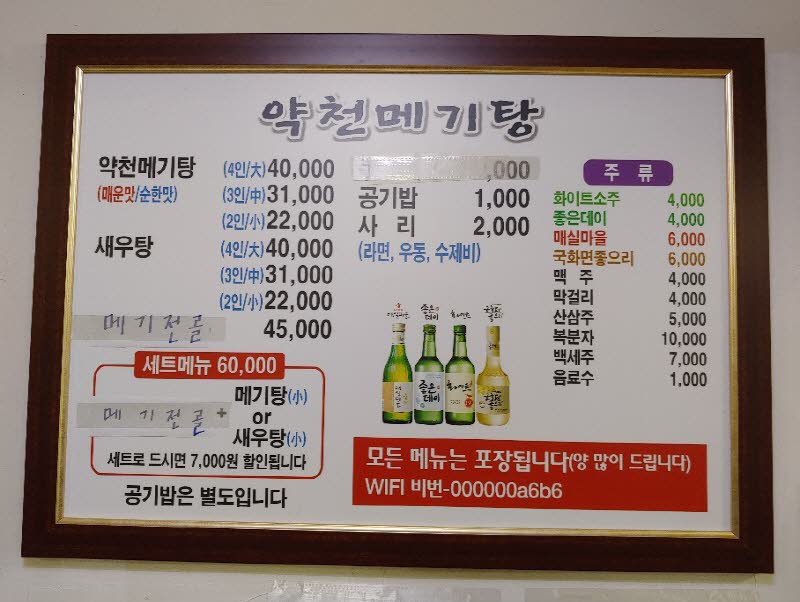 약천메기탕
약천메기탕 (4인/大) 40,000
(매운맛/순한맛) (3인/中) 31,000
(2인/小) 22,000
새우탕 (4인/大) 40,000
(3인/中) 31,000
(2인/小) 22,000
메기전골 45,000
세트메뉴 60,000
메기전골 + 메기탕(小)
or
새우탕(小)
세트로 드시면 7,000원 할인됩니다
공기밥은 별도입니다
,000
공기밥 1,000
사 리 2,000
(라면, 우동, 수제비)
주 류
화이트소주 4,000
좋은데이 4,000
매실마을 6,000
국화면좋으리 6,000
맥 주 4,000
막걸리 4,000
산삼주 5,000
복분자 10,000
백세주 7,000
음료수 1,000
좋은데이 화이트
좋은데이 화이트
모든 메뉴는 포장됩니다(양 많이 드립니다)
WIFI 비번-000000a6b6